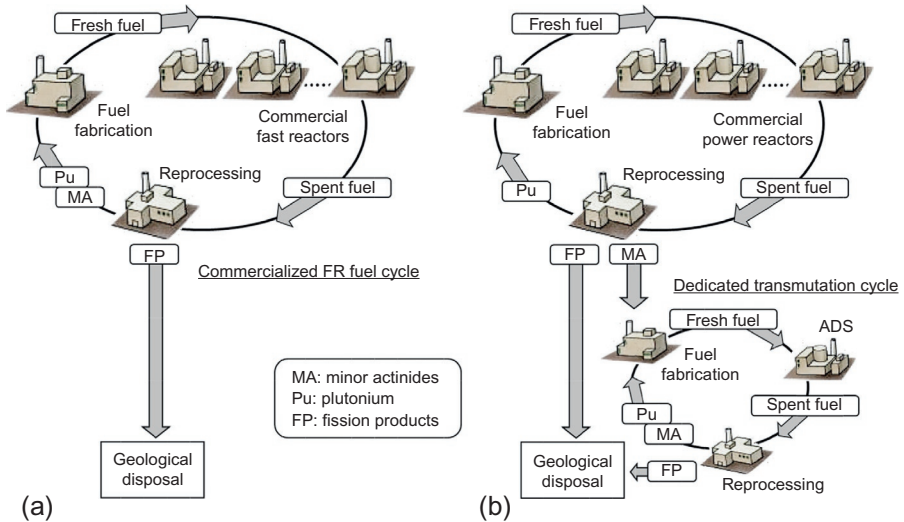 Fresh fuel
Fuel
fabrication
.....
Commercial
fast reactors
Reprocessing
Pu
MA
Spent fuel
FP
Commercialized FR fuel cycle
MA: minor actinides
Pu: plutonium
FP: fission products
Geological
disposal
(a)
Fresh fuel
Fuel
fabrication
.....
Commercial
power reactors
Reprocessing
Pu
Spent fuel
FP
MA
Dedicated transmutation cycle
Fresh fuel
ADS
Fuel
fabrication
Spent fuel
Pu
MA
Geological
disposal
FP
Reprocessing
(b)